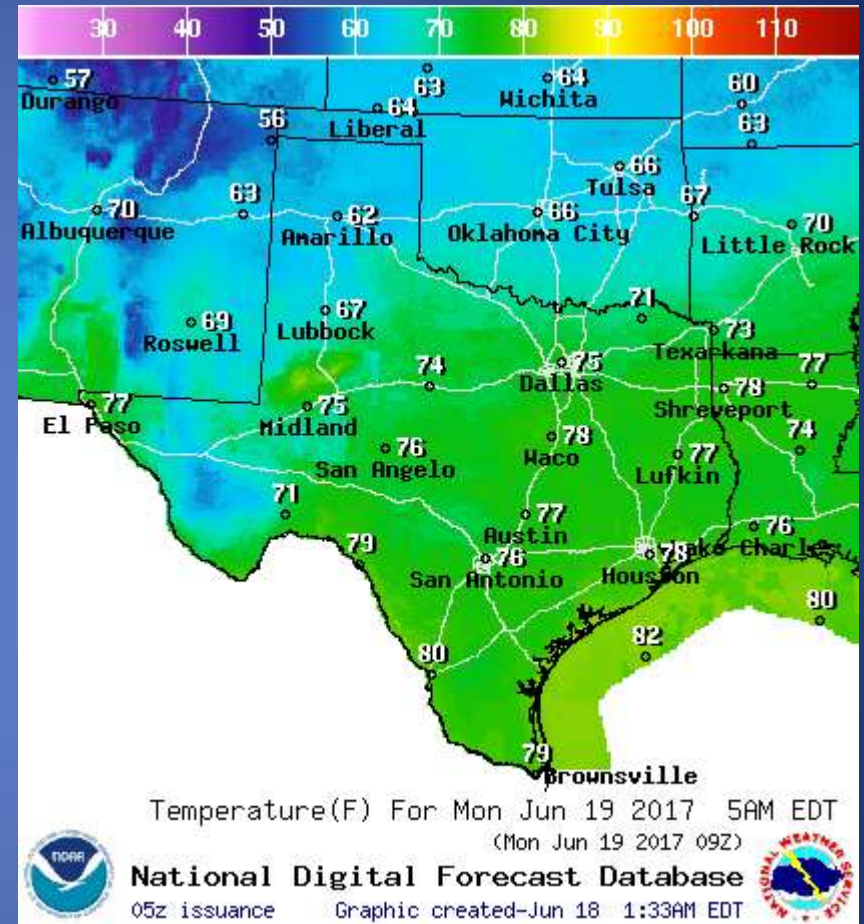 30 40 50 60 70 80 90 100 110
57 63 64 60
Durango Wichita
64 63
Liberal
56
66
Tulsa
70 63 62 66 67 70
Albuquerque Amarillo Oklahoma City Little Rock
69 67 71 73
Roswell Lubbock Texarkana
74 75 77
Dallas
77 75 78
El Paso Midland Shreveport
76 78 77 74
San Angelo Waco Lufkin
71 77 76
Austin Lake Charles
79 76 78
San Antonio Houston
80
82
80
79
Brownsville
Temperature(F) For Mon Jun 19 2017 5AM EDT
(Mon Jun 19 2017 09Z)
NOAA
National Digital Forecast Database
05z issuance Graphic created-Jun 18 1:33AM EDT